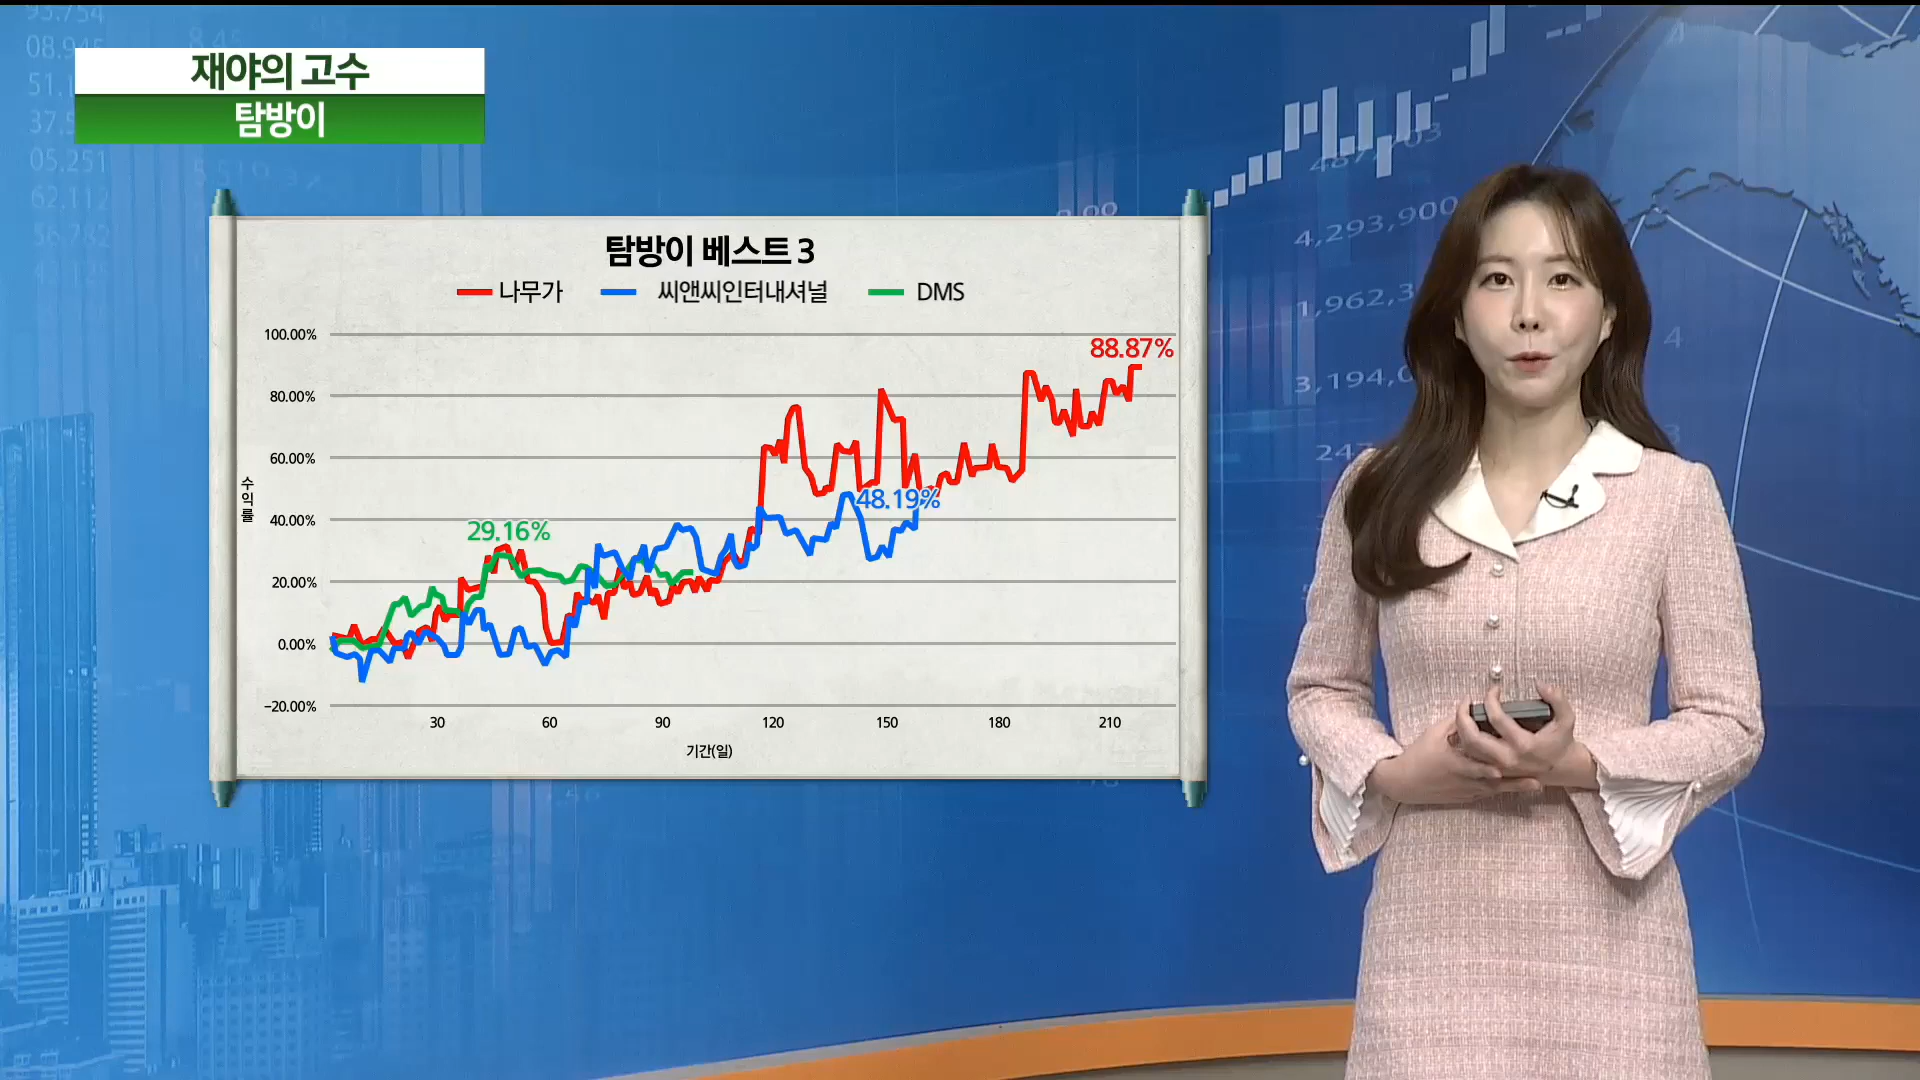 재야의 고수
탐방이
탐방이 베스트 3
나무가 씨앤씨인터내셔널 DMS
100.00%
88.87%
80.00%
60.00%
수익률
48.19%
40.00%
29.16%
20.00%
0.00%
-20.00%
30 60 90 120 150 180 210
기간(일)
4,293,900